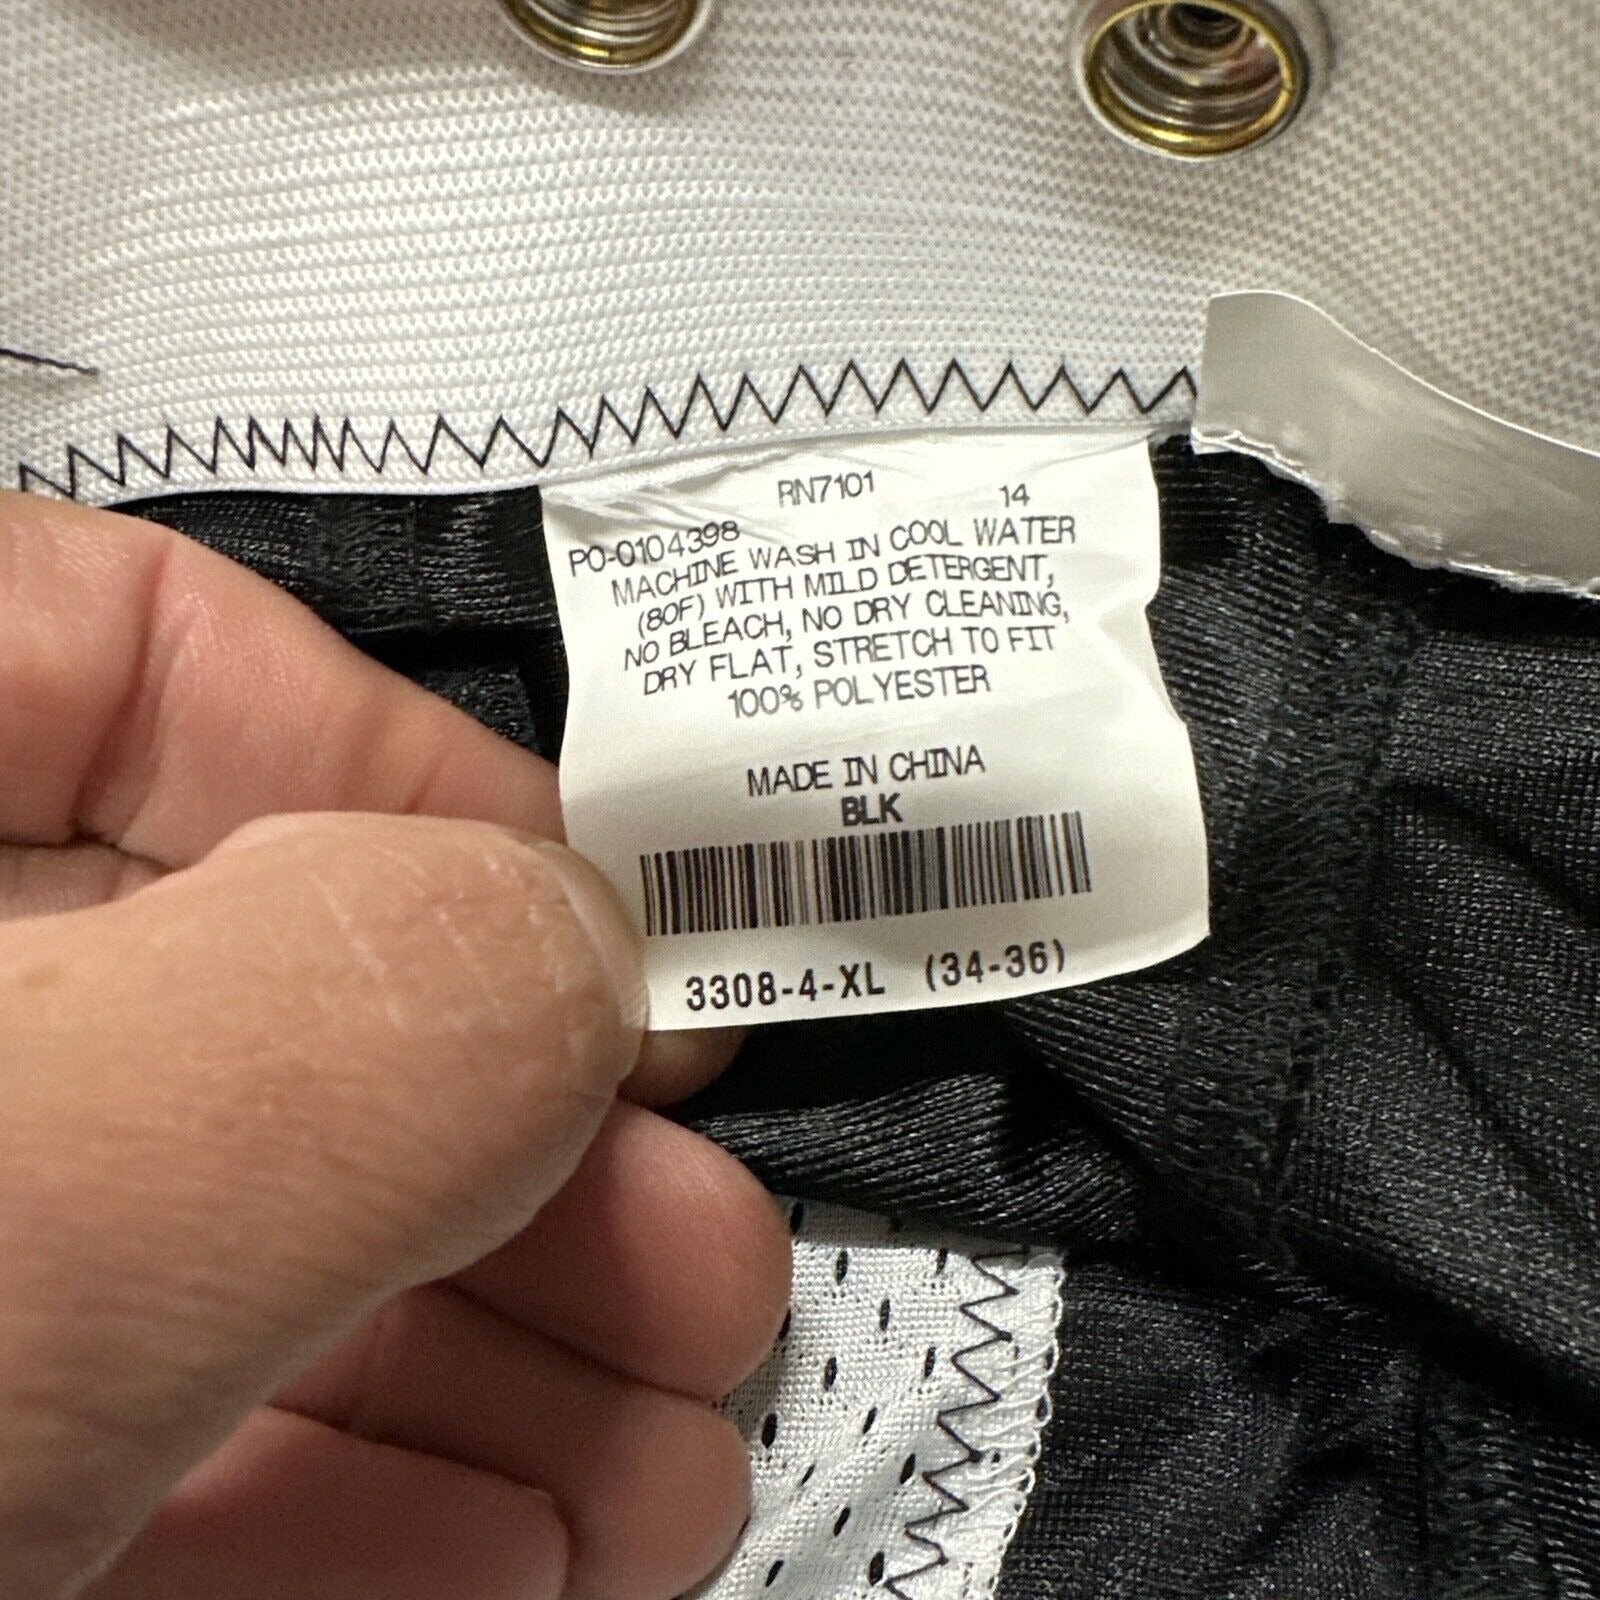 RN7101
14
PO-0104398
MACHINE WASH IN COOL WATER
(80F) WITH MILD DETERGENT,
NO BLEACH, NO DRY CLEANING,
DRY FLAT, STRETCH TO FIT
100% POLYESTER
MADE IN CHINA
BLK
3308-4-XL (34-36)